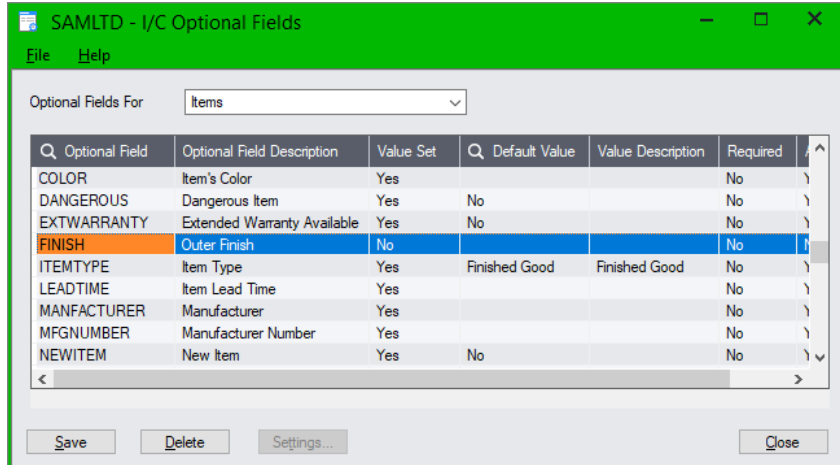 SAMLTD - I/C Optional Fields
File Help
Optional Fields For Items
Optional Field Optional Field Description Value Set Default Value Value Description Required
COLOR Item's Color Yes No
DANGEROUS Dangerous Item Yes No No
EXTWARRANTY Extended Warranty Available Yes No No
FINISH Outer Finish No No
ITEMTYPE Item Type Yes Finished Good Finished Good No
LEADTIME Item Lead Time Yes No
MANFACTURER Manufacturer Yes No
MFGNUMBER Manufacturer Number Yes No
NEWITEM New Item Yes No No
Save Delete Settings... Close